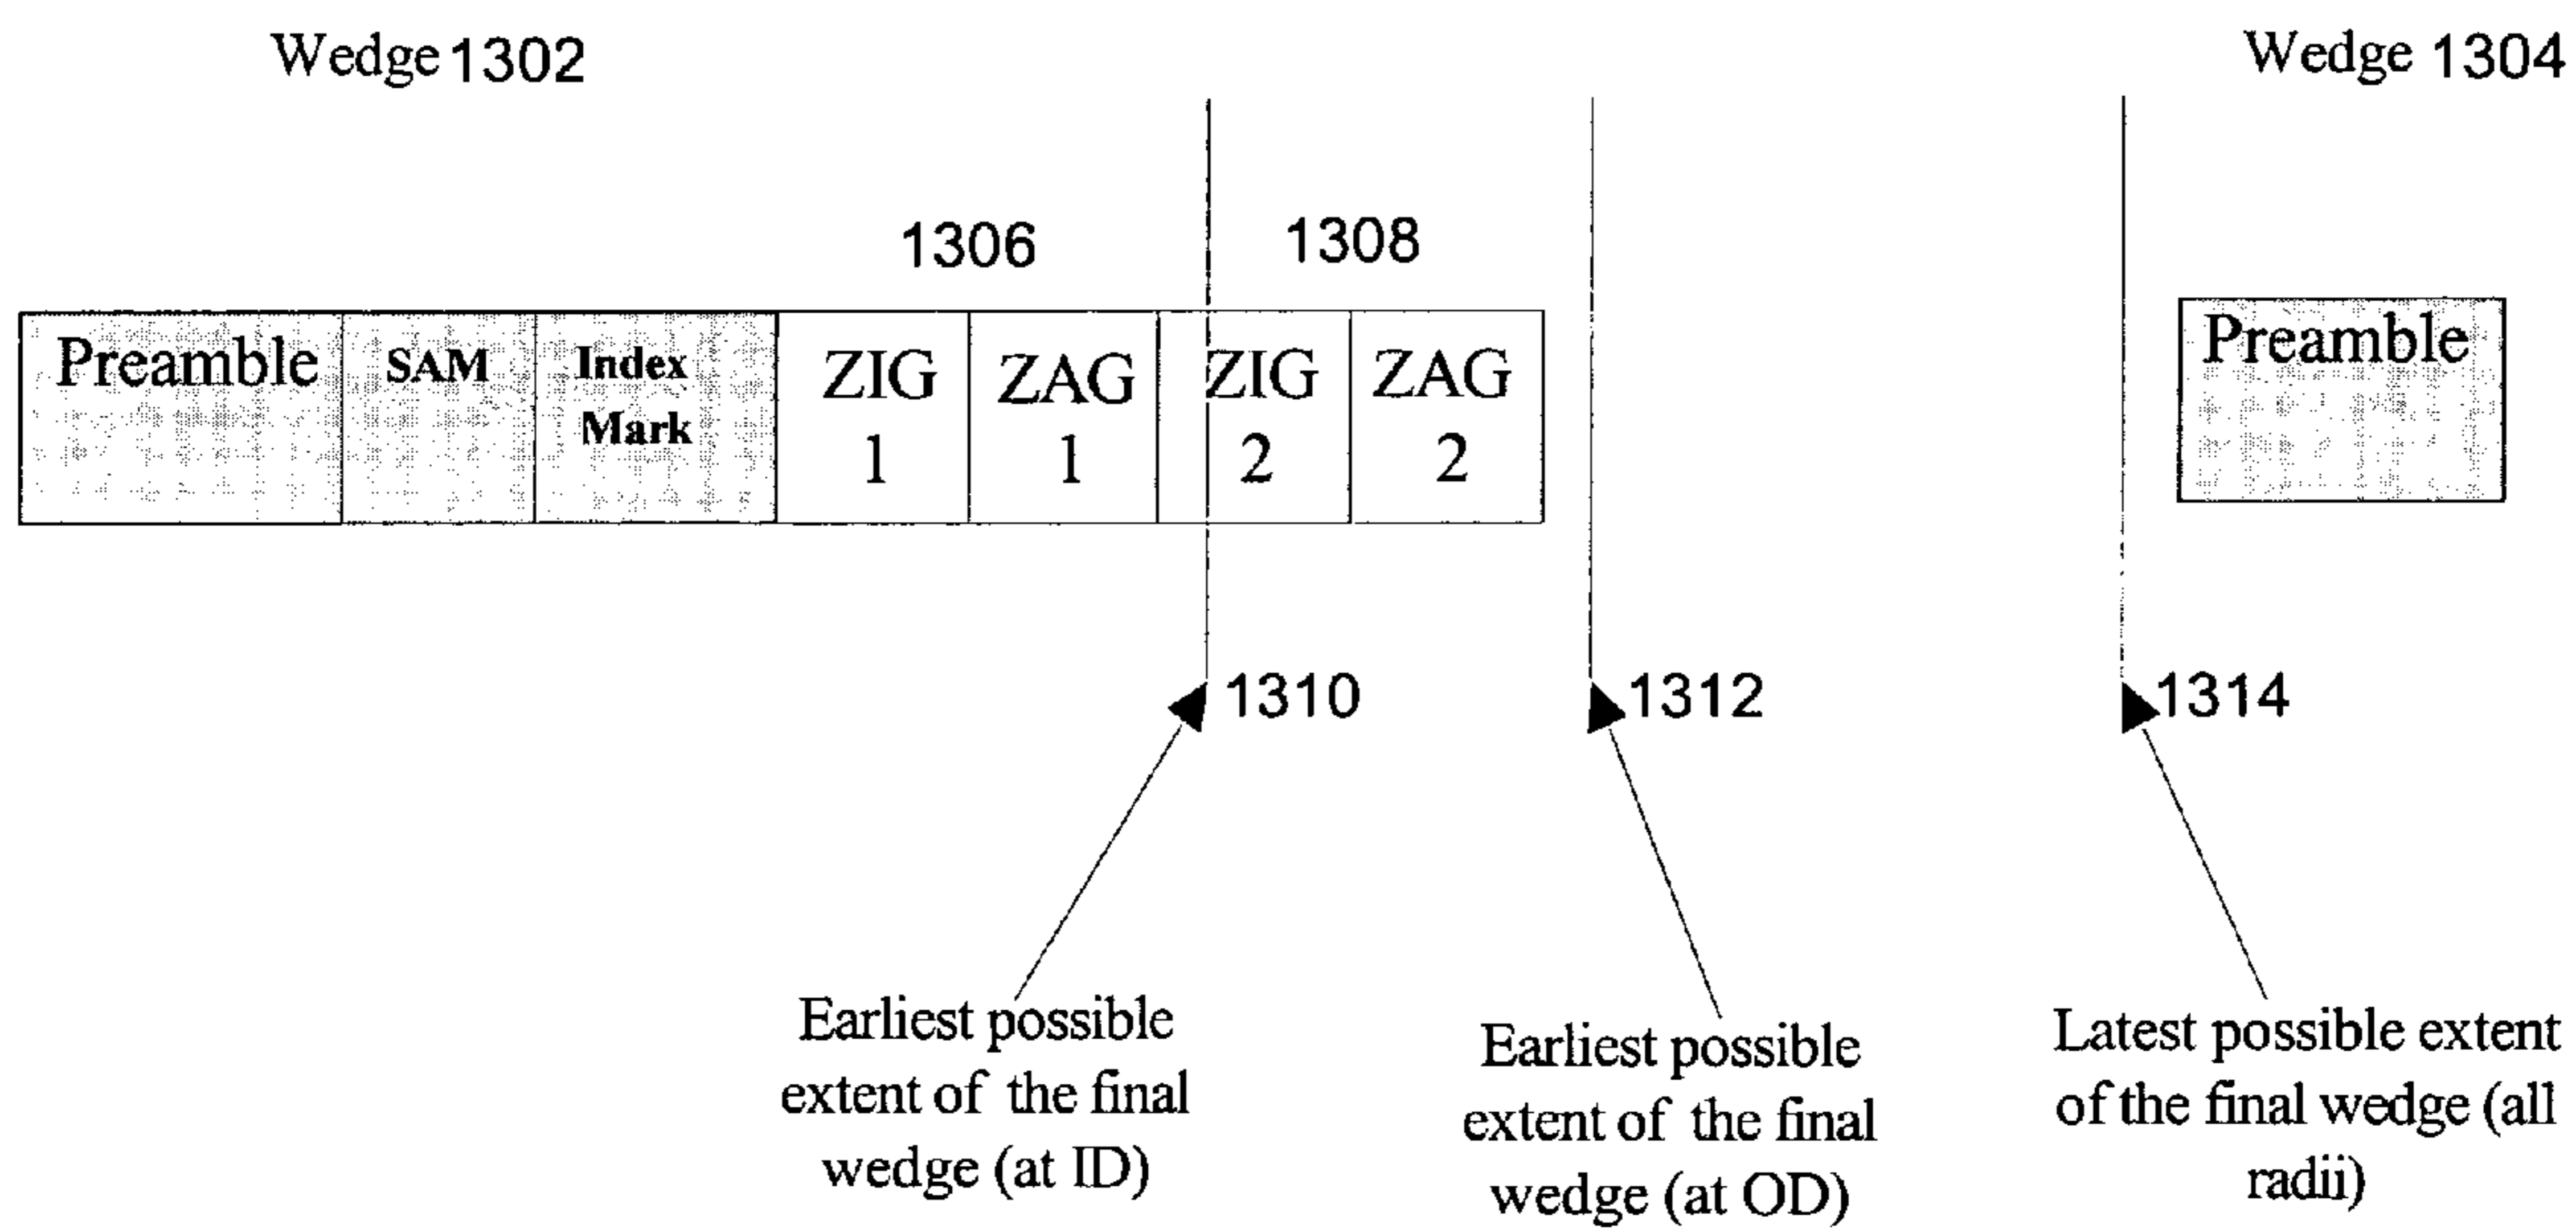 Wedge 1302
Wedge 1304
1306
1308
Preamble
SAM
Index
Mark
ZIG
1
ZAG
1
ZIG
2
ZAG
2
Preamble
1310
1312
1314
Earliest possible
extent of the final
wedge (at ID)
Earliest possible
extent of the final
wedge (at OD)
Latest possible extent
of the final wedge (all
radii)